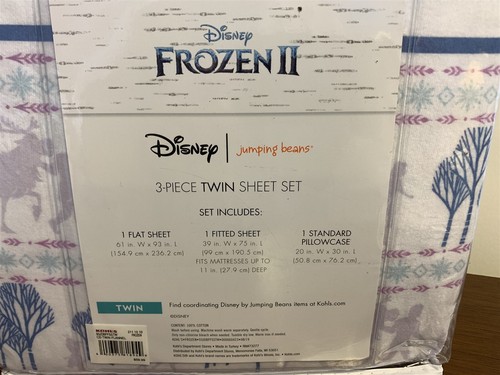 Disney
FROZEN II
Disney | jumping beans®
3-PIECE TWIN SHEET SET
SET INCLUDES:
1 FLAT SHEET
61 in. W x 93 in. L
(154.9 cm x 236.2 cm)
1 FITTED SHEET
39 in. W x 75 in. L
(99 cm x 190.5 cm)
FITS MATTRESSES UP TO
11 in. (27.9 cm) DEEP
1 STANDARD
PILLOWCASE
20 in. W x 30 in. L
(50.8 cm x 76.2 cm)
TWIN
Find coordinating Disney by Jumping Beans items at Kohls.com.
©DISNEY
KOHL'S